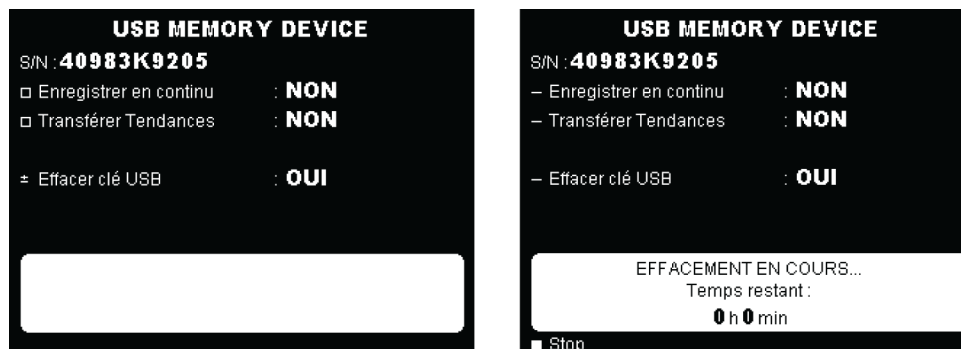 USB MEMORY DEVICE
S/N : 40983K9205
□ Enregistrer en continu : NON
□ Transférer Tendances : NON
± Effacer clé USB : OUI
USB MEMORY DEVICE
S/N : 40983K9205
– Enregistrer en continu : NON
– Transférer Tendances : NON
– Effacer clé USB : OUI
EFFACEMENT EN COURS...
Temps restant :
0 h 0 min
■ Stop